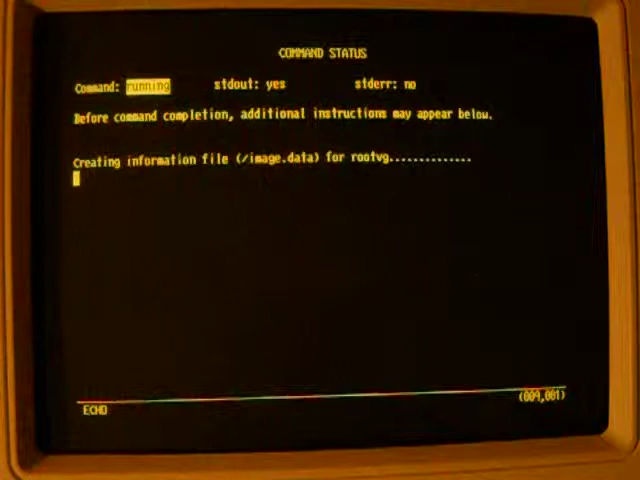 COMMAND STATUS
Command: running stdout: yes stderr: no
Before command completion, additional instructions may appear below.
Creating information file (/image.data) for rootvg..............
(009,001)
ECHO